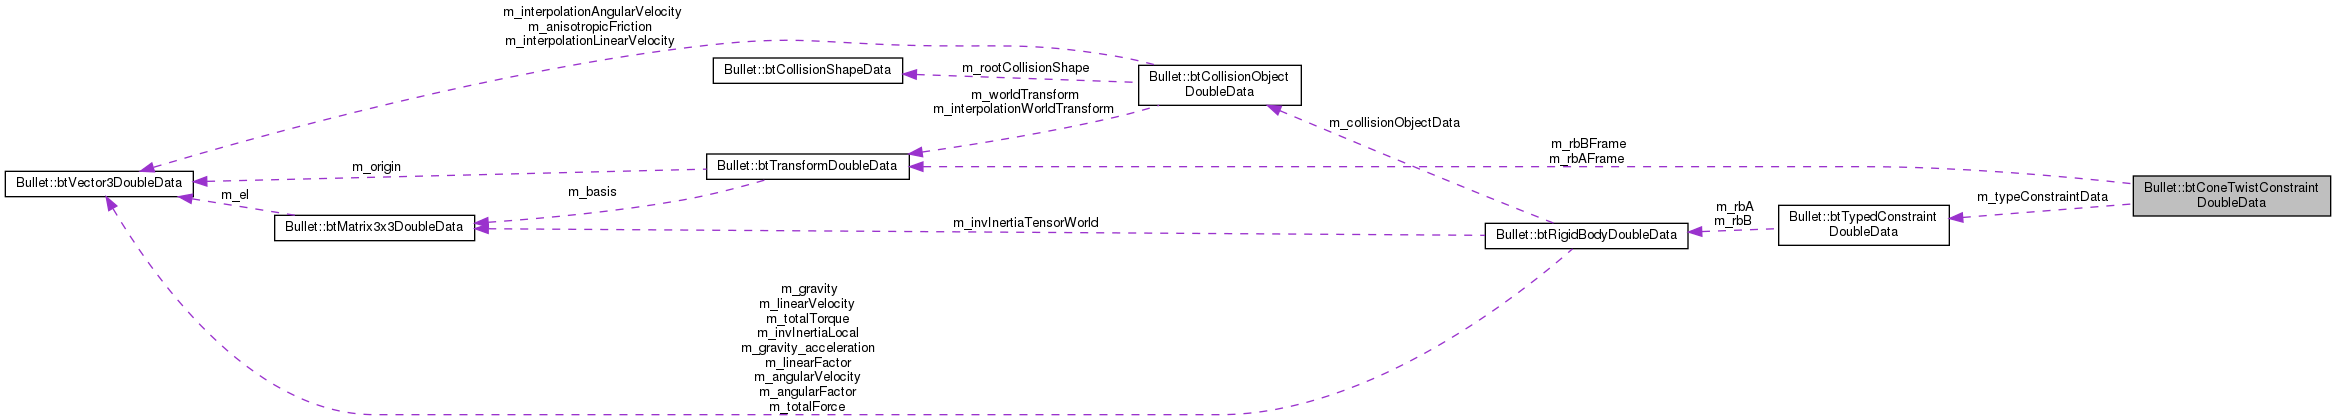 m_interpolationAngularVelocity
m_anisotropicFriction
m_interpolationLinearVelocity
Bullet::btCollisionShapeData
m_rootCollisionShape
Bullet::btCollisionObject
DoubleData
m_worldTransform
m_interpolationWorldTransform
m_collisionObjectData
m_rbBFrame
m_rbAFrame
Bullet::btTransformDoubleData
m_origin
Bullet::btVector3DoubleData
m_el
m_basis
Bullet::btConeTwistConstraint
DoubleData
m_typeConstraintData
m_rbA
m_rbB
Bullet::btTypedConstraint
DoubleData
Bullet::btMatrix3x3DoubleData
m_invInertiaTensorWorld
Bullet::btRigidBodyDoubleData
m_gravity
m_linearVelocity
m_totalTorque
m_invInertiaLocal
m_gravity_acceleration
m_linearFactor
m_angularVelocity
m_angularFactor
m_totalForce